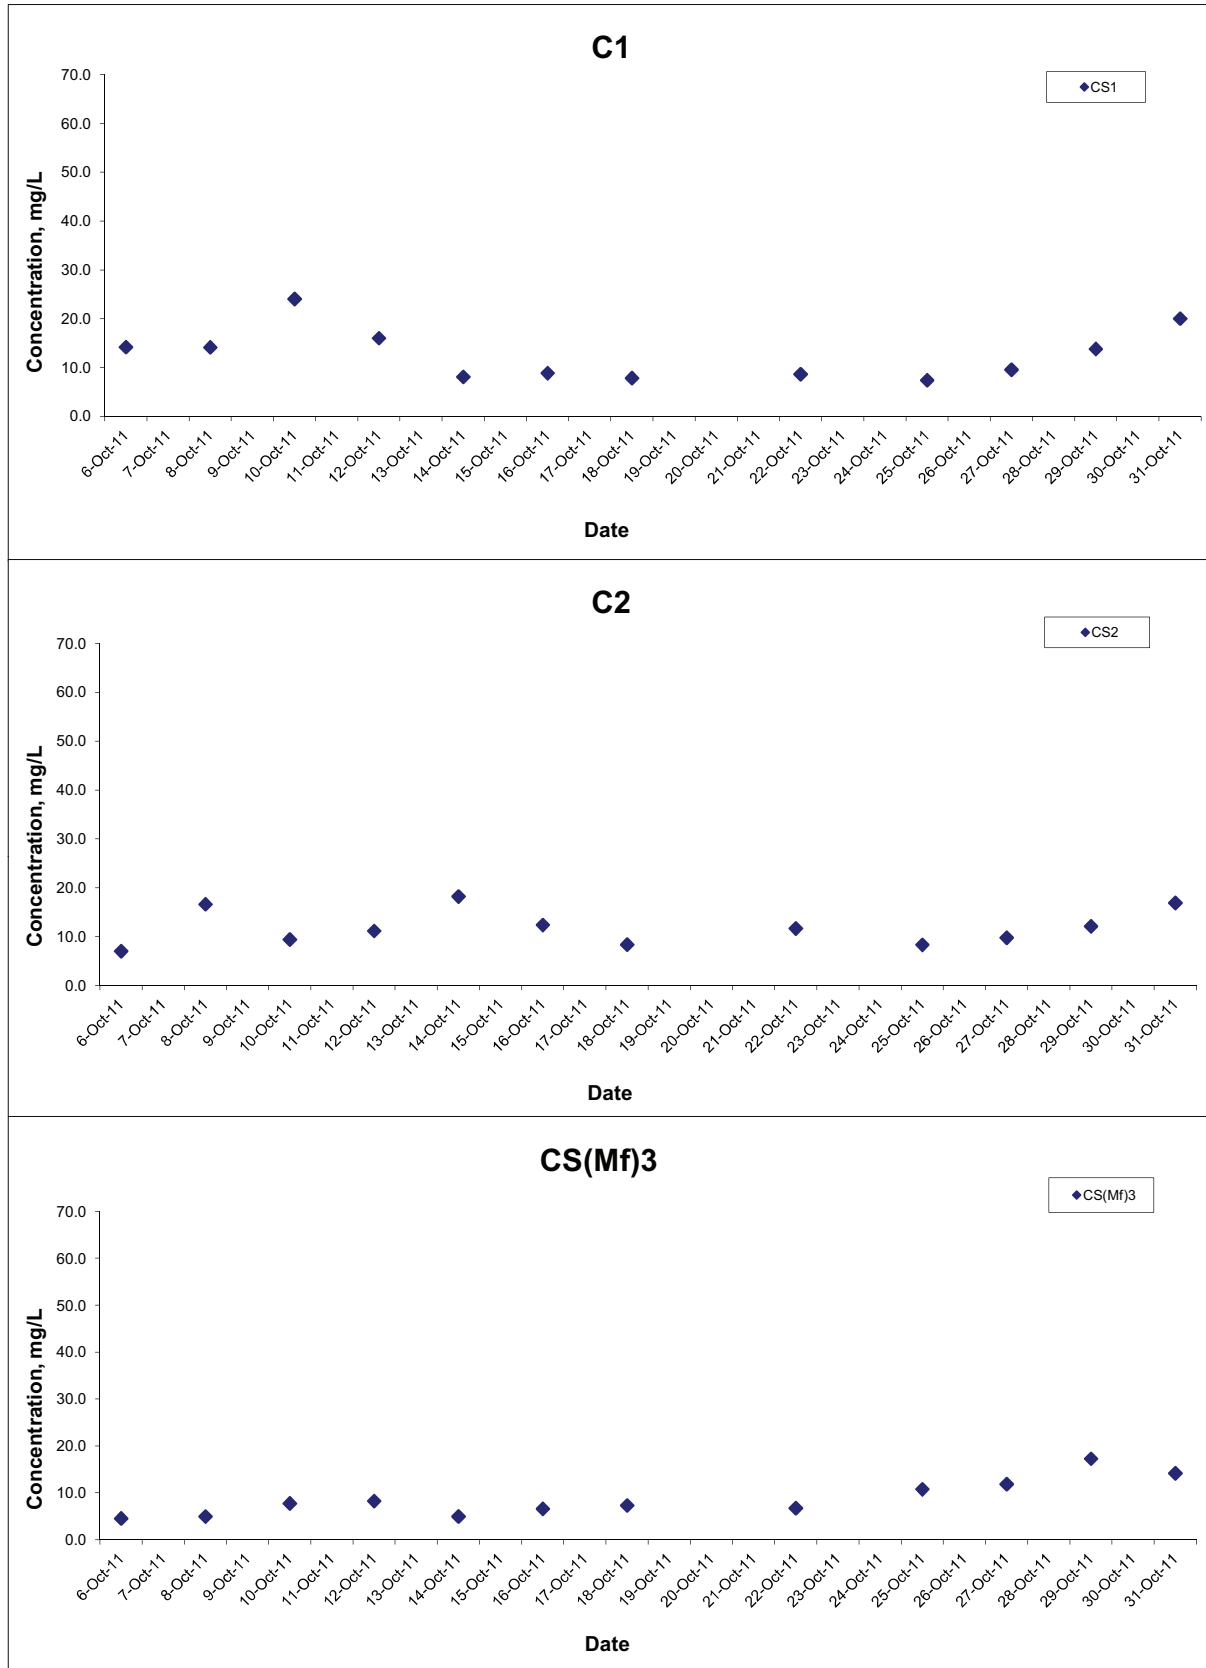 C1
CS1
70.0
60.0
50.0
40.0
30.0
20.0
10.0
0.0
Concentration, mg/L
6-Oct-11
7-Oct-11
8-Oct-11
9-Oct-11
10-Oct-11
11-Oct-11
12-Oct-11
13-Oct-11
14-Oct-11
15-Oct-11
16-Oct-11
17-Oct-11
18-Oct-11
19-Oct-11
20-Oct-11
21-Oct-11
22-Oct-11
23-Oct-11
24-Oct-11
25-Oct-11
26-Oct-11
27-Oct-11
28-Oct-11
29-Oct-11
30-Oct-11
31-Oct-11
Date
C2
CS2
70.0
60.0
50.0
40.0
30.0
20.0
10.0
0.0
Concentration, mg/L
6-Oct-11
7-Oct-11
8-Oct-11
9-Oct-11
10-Oct-11
11-Oct-11
12-Oct-11
13-Oct-11
14-Oct-11
15-Oct-11
16-Oct-11
17-Oct-11
18-Oct-11
19-Oct-11
20-Oct-11
21-Oct-11
22-Oct-11
23-Oct-11
24-Oct-11
25-Oct-11
26-Oct-11
27-Oct-11
28-Oct-11
29-Oct-11
30-Oct-11
31-Oct-11
Date
CS(Mf)3
CS(Mf)3
70.0
60.0
50.0
40.0
30.0
20.0
10.0
0.0
Concentration, mg/L
6-Oct-11
7-Oct-11
8-Oct-11
9-Oct-11
10-Oct-11
11-Oct-11
12-Oct-11
13-Oct-11
14-Oct-11
15-Oct-11
16-Oct-11
17-Oct-11
18-Oct-11
19-Oct-11
20-Oct-11
21-Oct-11
22-Oct-11
23-Oct-11
24-Oct-11
25-Oct-11
26-Oct-11
27-Oct-11
28-Oct-11
29-Oct-11
30-Oct-11
31-Oct-11
Date